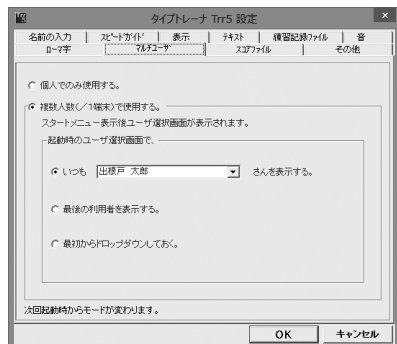 タイプトレーナ Trr5 設定
名前の入力 スピートﾞガイトﾞ 表示 テキスト 練習記録ファイル 音
ローマ字 マルチユーザ スコアファイル その他
個人でのみ使用する。
複数人数(/1端末)で使用する。
スタートメニュー表示後ユーザ選択画面が表示されます。
起動時のユーザ選択画面で、
いつも 出根戸 太郎 さんを表示する。
最後の利用者を表示する。
最初からドロップダウンしておく。
次回起動時からモードが変わります。
OK キャンセル